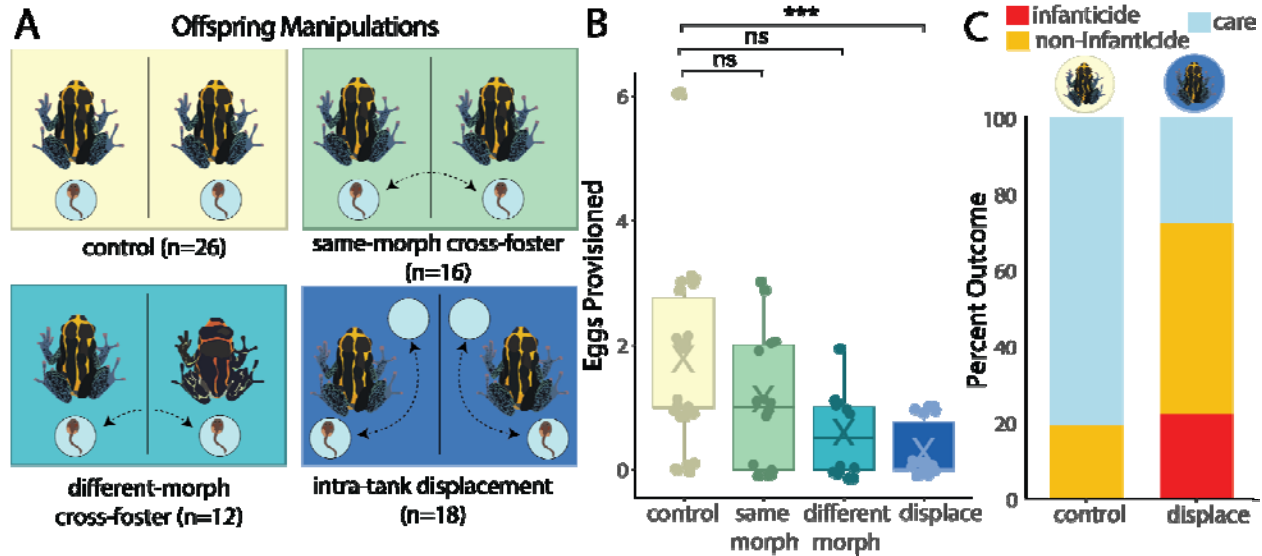 A
Offspring Manipulations
control (n=26)
same-morph cross-foster
(n=16)
different-morph
cross-foster (n=12)
intra-tank displacement
(n=18)
B
***
ns
ns
Eggs Provisioned
6
4
2
0
control
same
morph
different
morph
displace
C
infanticide
care
non-infanticide
Percent Outcome
100
80
60
40
20
0
control
displace